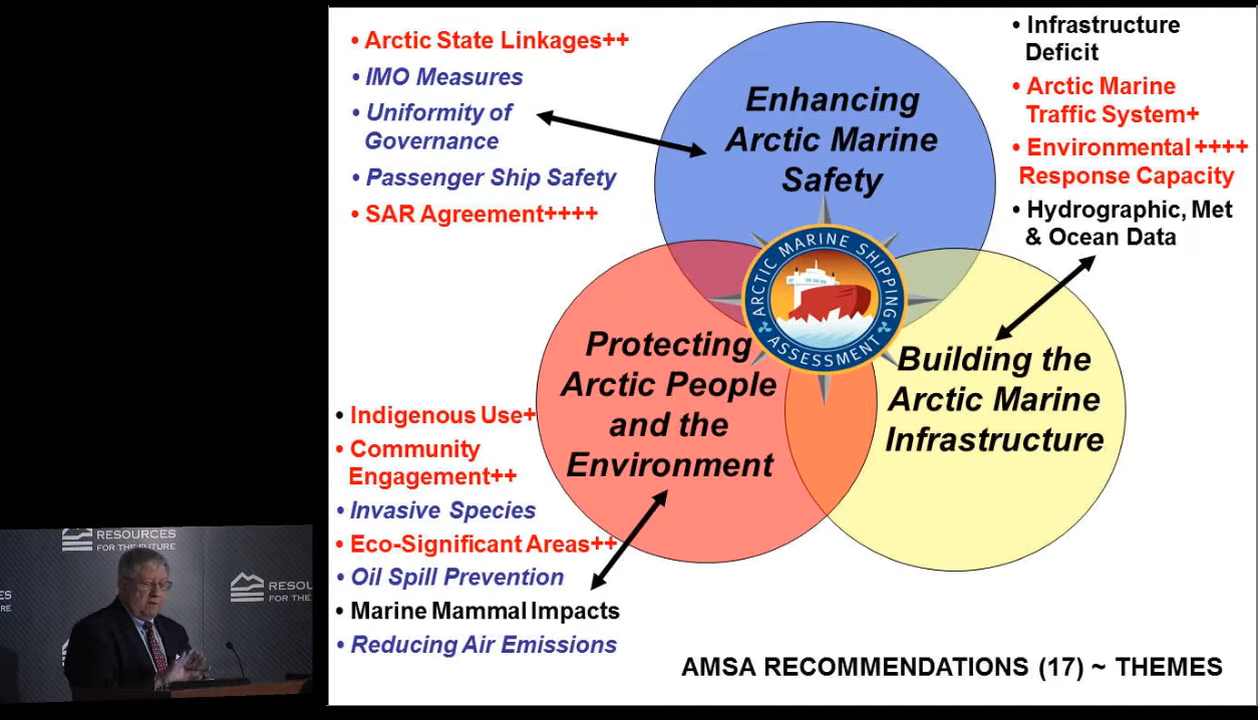 • Arctic State Linkages++
• IMO Measures
• Uniformity of
Governance
• Passenger Ship Safety
• SAR Agreement++++
Enhancing
Arctic Marine
Safety
• Infrastructure
Deficit
• Arctic Marine
Traffic System+
• Environmental ++++
Response Capacity
• Hydrographic, Met
& Ocean Data
ARCTIC MARINE SHIPPING
ASSESSMENT
Protecting
Arctic People
and the
Environment
Building the
Arctic Marine
Infrastructure
• Indigenous Use+
• Community
Engagement++
• Invasive Species
• Eco-Significant Areas++
• Oil Spill Prevention
• Marine Mammal Impacts
• Reducing Air Emissions
AMSA RECOMMENDATIONS (17) ~ THEMES
RESOURCES
FOR THE FUTURE
RESOU
FOR THE